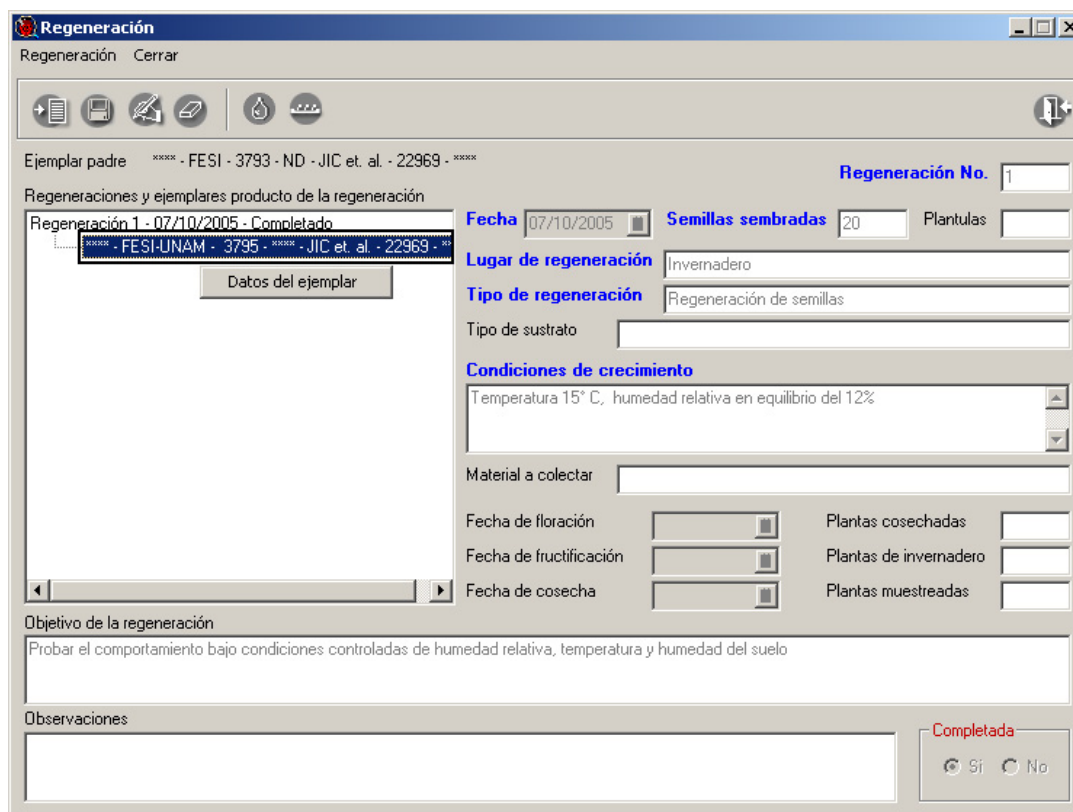 Regeneración
Regeneración Cerrar
Ejemplar padre **** - FESI - 3793 - ND - JIC et. al. - 22969 - ****
Regeneración No. 1
Regeneraciones y ejemplares producto de la regeneración
Regeneración 1 - 07/10/2005 - Completado
**** - FESI-UNAM - 3795 - **** - JIC et. al. - 22969 - **
Datos del ejemplar
Fecha 07/10/2005 Semillas sembradas 20 Plantulas
Lugar de regeneración Invernadero
Tipo de regeneración Regeneración de semillas
Tipo de sustrato
Condiciones de crecimiento
Temperatura 15° C, humedad relativa en equilibrio del 12%
Material a colectar
Fecha de floración Plantas cosechadas
Fecha de fructificación Plantas de invernadero
Fecha de cosecha Plantas muestreadas
Objetivo de la regeneración
Probar el comportamiento bajo condiciones controladas de humedad relativa, temperatura y humedad del suelo
Observaciones
Completada
Si No